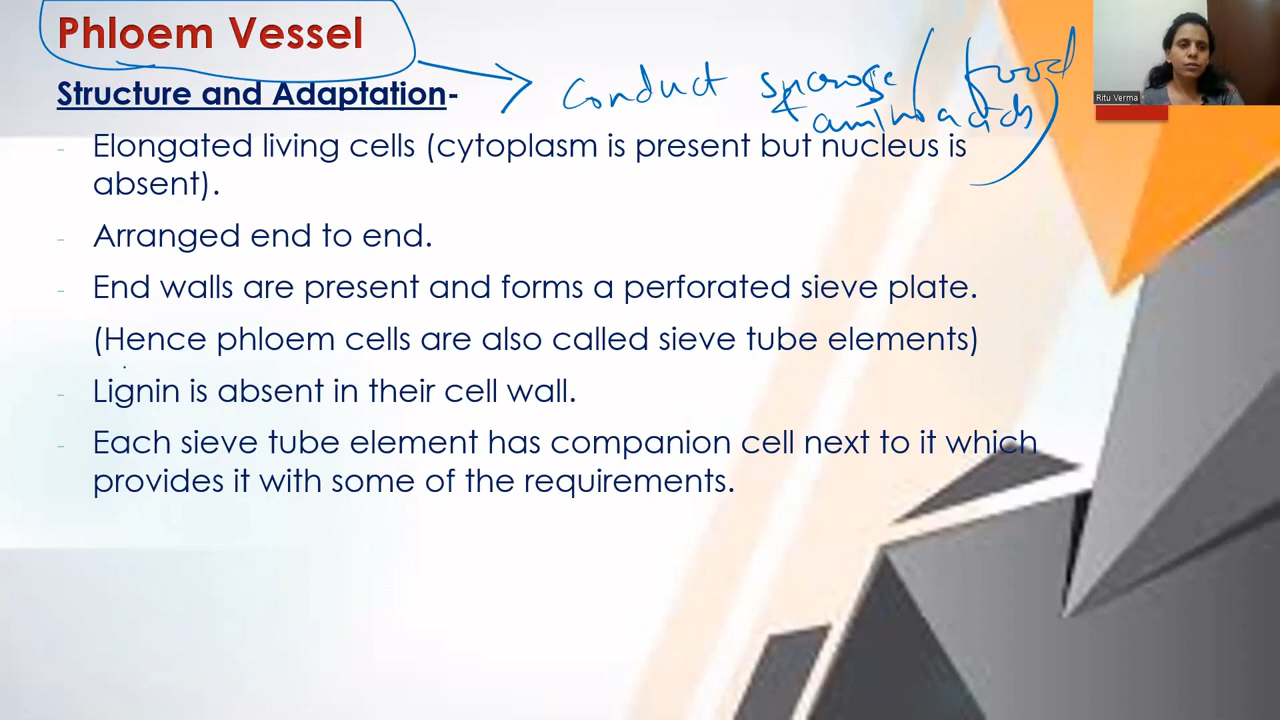 Phloem Vessel
Structure and Adaptation-
conduct sucrose / food
+ amino acids)
- Elongated living cells (cytoplasm is present but nucleus is
absent).
- Arranged end to end.
- End walls are present and forms a perforated sieve plate.
(Hence phloem cells are also called sieve tube elements)
- Lignin is absent in their cell wall.
- Each sieve tube element has companion cell next to it which
provides it with some of the requirements.
Ritu Verma